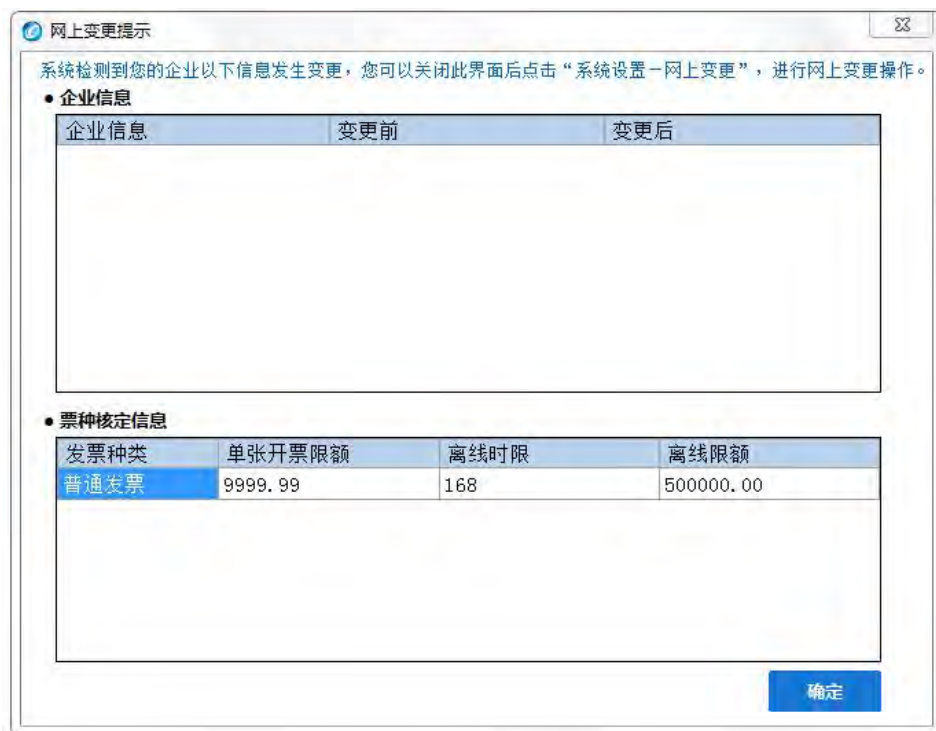 网上变更提示
系统检测到您的企业以下信息发生变更，您可以关闭此界面后点击“系统设置－网上变更”，进行网上变更操作。
● 企业信息
企业信息 变更前 变更后
● 票种核定信息
发票种类 单张开票限额 离线时限 离线限额
普通发票 9999.99 168 500000.00
确定